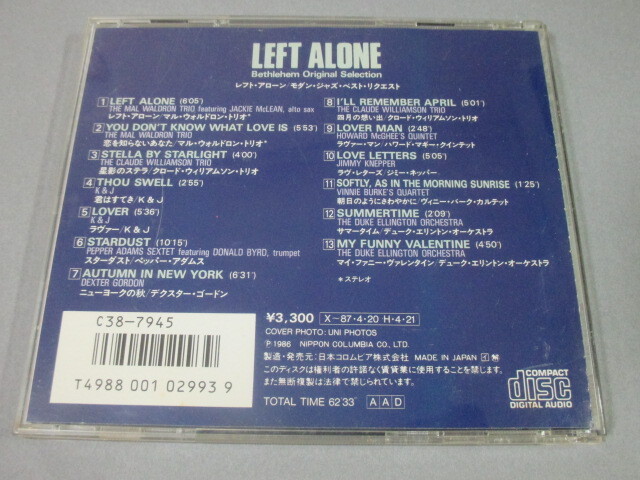 LEFT ALONE
Bethlehem Original Selection
レフト・アローン/モダン・ジャズ・ベスト・リクエスト
1 LEFT ALONE (6'05")
THE MAL WALDRON TRIO featuring JACKIE McLEAN, alto sax
レフト・アローン/マル・ウォルドロン・トリオ*
2 YOU DON'T KNOW WHAT LOVE IS (5'53")
THE MAL WALDRON TRIO
恋を知らないあなた/マル・ウォルドロン・トリオ*
3 STELLA BY STARLIGHT (4'00")
THE CLAUDE WILLIAMSON TRIO
星影のステラ/クロード・ウィリアムソン・トリオ
4 THOU SWELL (2'55")
K & J
君はすてき/K & J
5 LOVER (5'36")
K & J
ラヴァー/K & J
6 STARDUST (10'15")
PEPPER ADAMS SEXTET featuring DONALD BYRD, trumpet
スターダスト/ペッパー・アダムス
7 AUTUMN IN NEW YORK (6'31")
DEXTER GORDON
ニューヨークの秋/デクスター・ゴードン
8 I'LL REMEMBER APRIL (5'01")
THE CLAUDE WILLIAMSON TRIO
四月の想い出/クロード・ウィリアムソン・トリオ
9 LOVER MAN (2'48")
HOWARD McGHEE'S QUINTET
ラヴァー・マン/ハワード・マギー・クインテット
10 LOVE LETTERS (5'05")
JIMMY KNEPPER
ラヴ・レターズ/ジミー・ネッパー
11 SOFTLY, AS IN THE MORNING SUNRISE (1'25")
VINNIE BURKE'S QUARTET
朝日のようにさわやかに/ヴィニー・バーク・カルテット
12 SUMMERTIME (2'09")
THE DUKE ELLINGTON ORCHESTRA
サマータイム/デューク・エリントン・オーケストラ
13 MY FUNNY VALENTINE (4'50")
THE DUKE ELLINGTON ORCHESTRA
マイ・ファニー・ヴァレンタイン/デューク・エリントン・オーケストラ
*ステレオ
C38-7945
T4988 001 02993 9
¥3,300 X-87・4・20 H・4・21
COVER PHOTO: UNI PHOTOS
Ⓟ1986 NIPPON COLUMBIA CO., LTD.
製造・発売元:日本コロムビア株式会社 MADE IN JAPAN
このディスクは権利者の許諾なく賃貸業に使用することを禁じます。
また無断複製は法律で禁じられています。
TOTAL TIME 62'33" A A D
COMPACT
disc
DIGITAL AUDIO